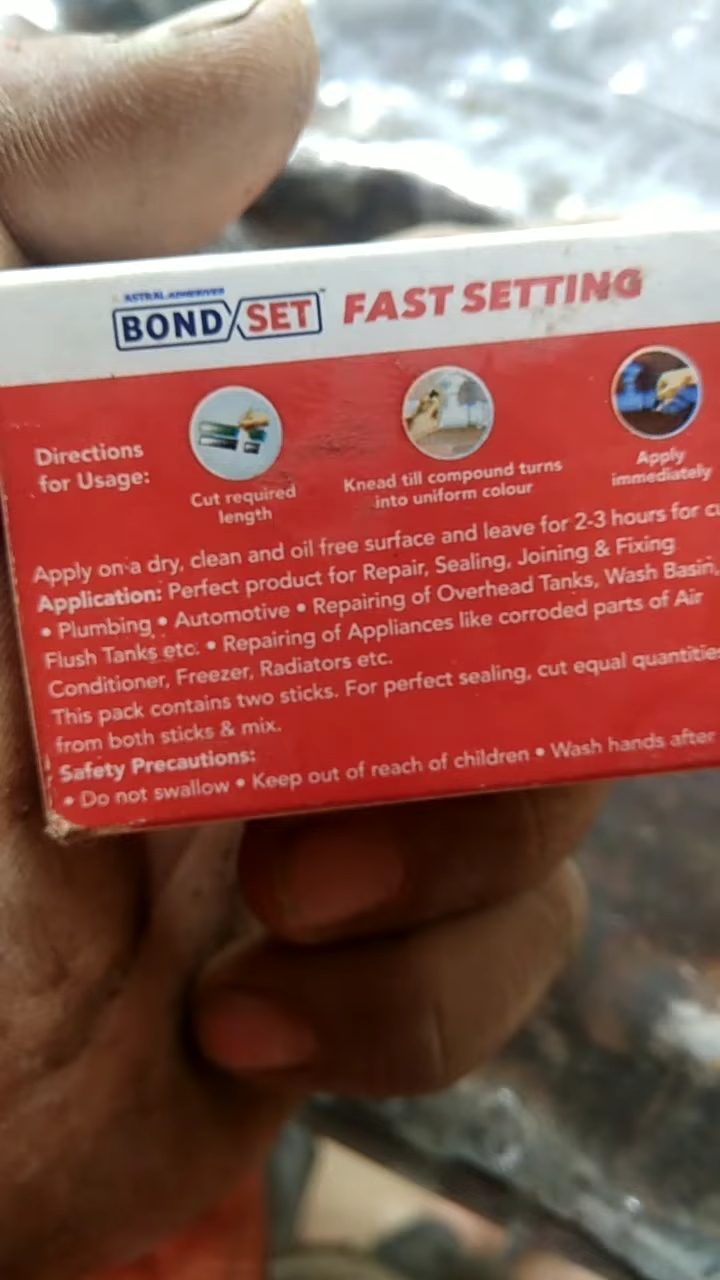 ASTRAL ADHESIVES
BOND SET™ FAST SETTING
Directions
for Usage:
Cut required
length
Knead till compound turns
into uniform colour
Apply
immediately
Apply on a dry, clean and oil free surface and leave for 2-3 hours for
Application: Perfect product for Repair, Sealing, Joining & Fixing
• Plumbing • Automotive • Repairing of Overhead Tanks, Wash Basin,
Flush Tanks etc. • Repairing of Appliances like corroded parts of Air
Conditioner, Freezer, Radiators etc.
This pack contains two sticks. For perfect sealing, cut equal quantities
from both sticks & mix.
Safety Precautions:
• Do not swallow • Keep out of reach of children • Wash hands after